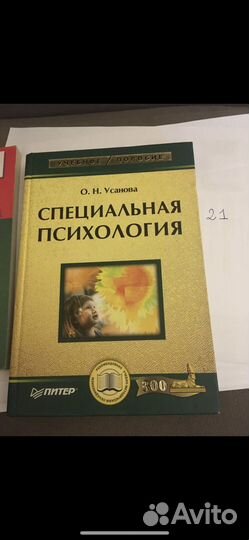 УЧЕБНОЕ ПОСОБИЕ
О. Н. Усанова
СПЕЦИАЛЬНАЯ
ПСИХОЛОГИЯ
21
ПИТЕР
300
Avito